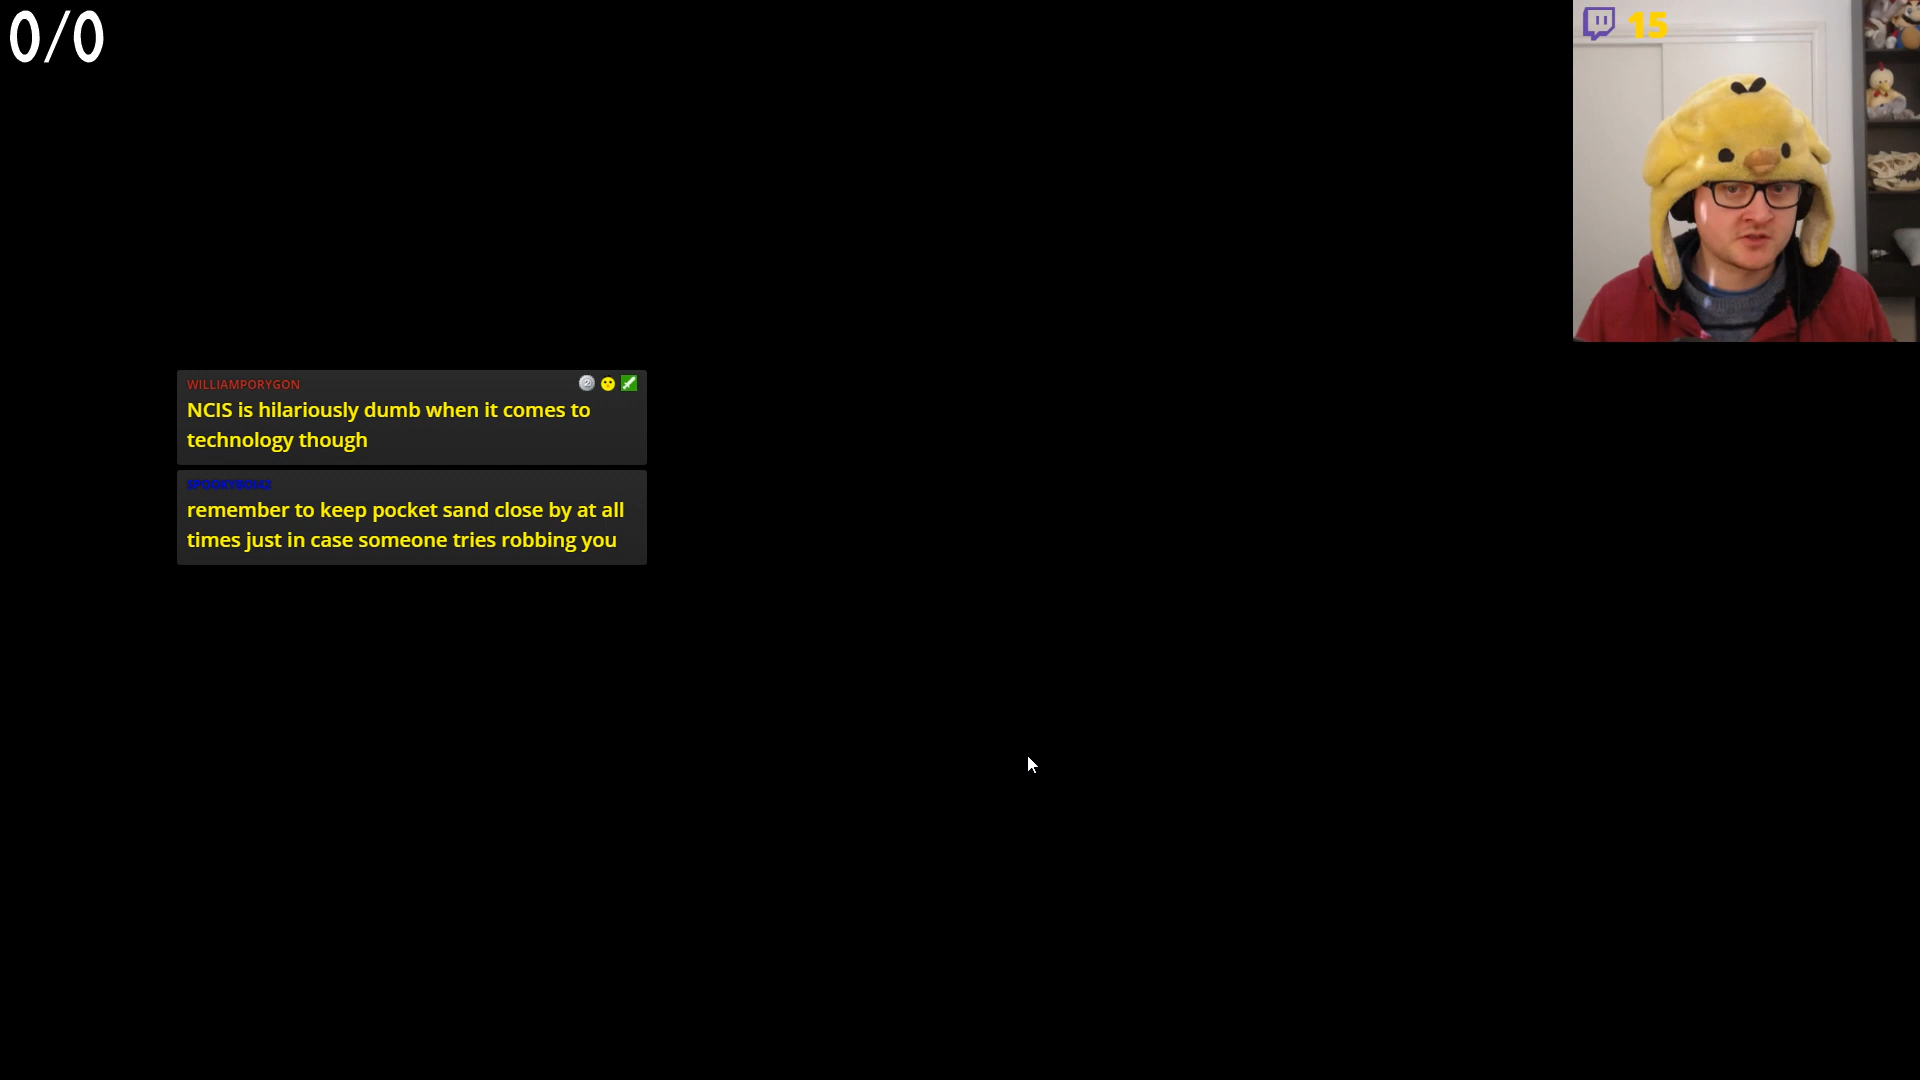 0/0
15
WILLIAMPORYGON
NCIS is hilariously dumb when it comes to
technology though
remember to keep pocket sand close by at all
times just in case someone tries robbing you